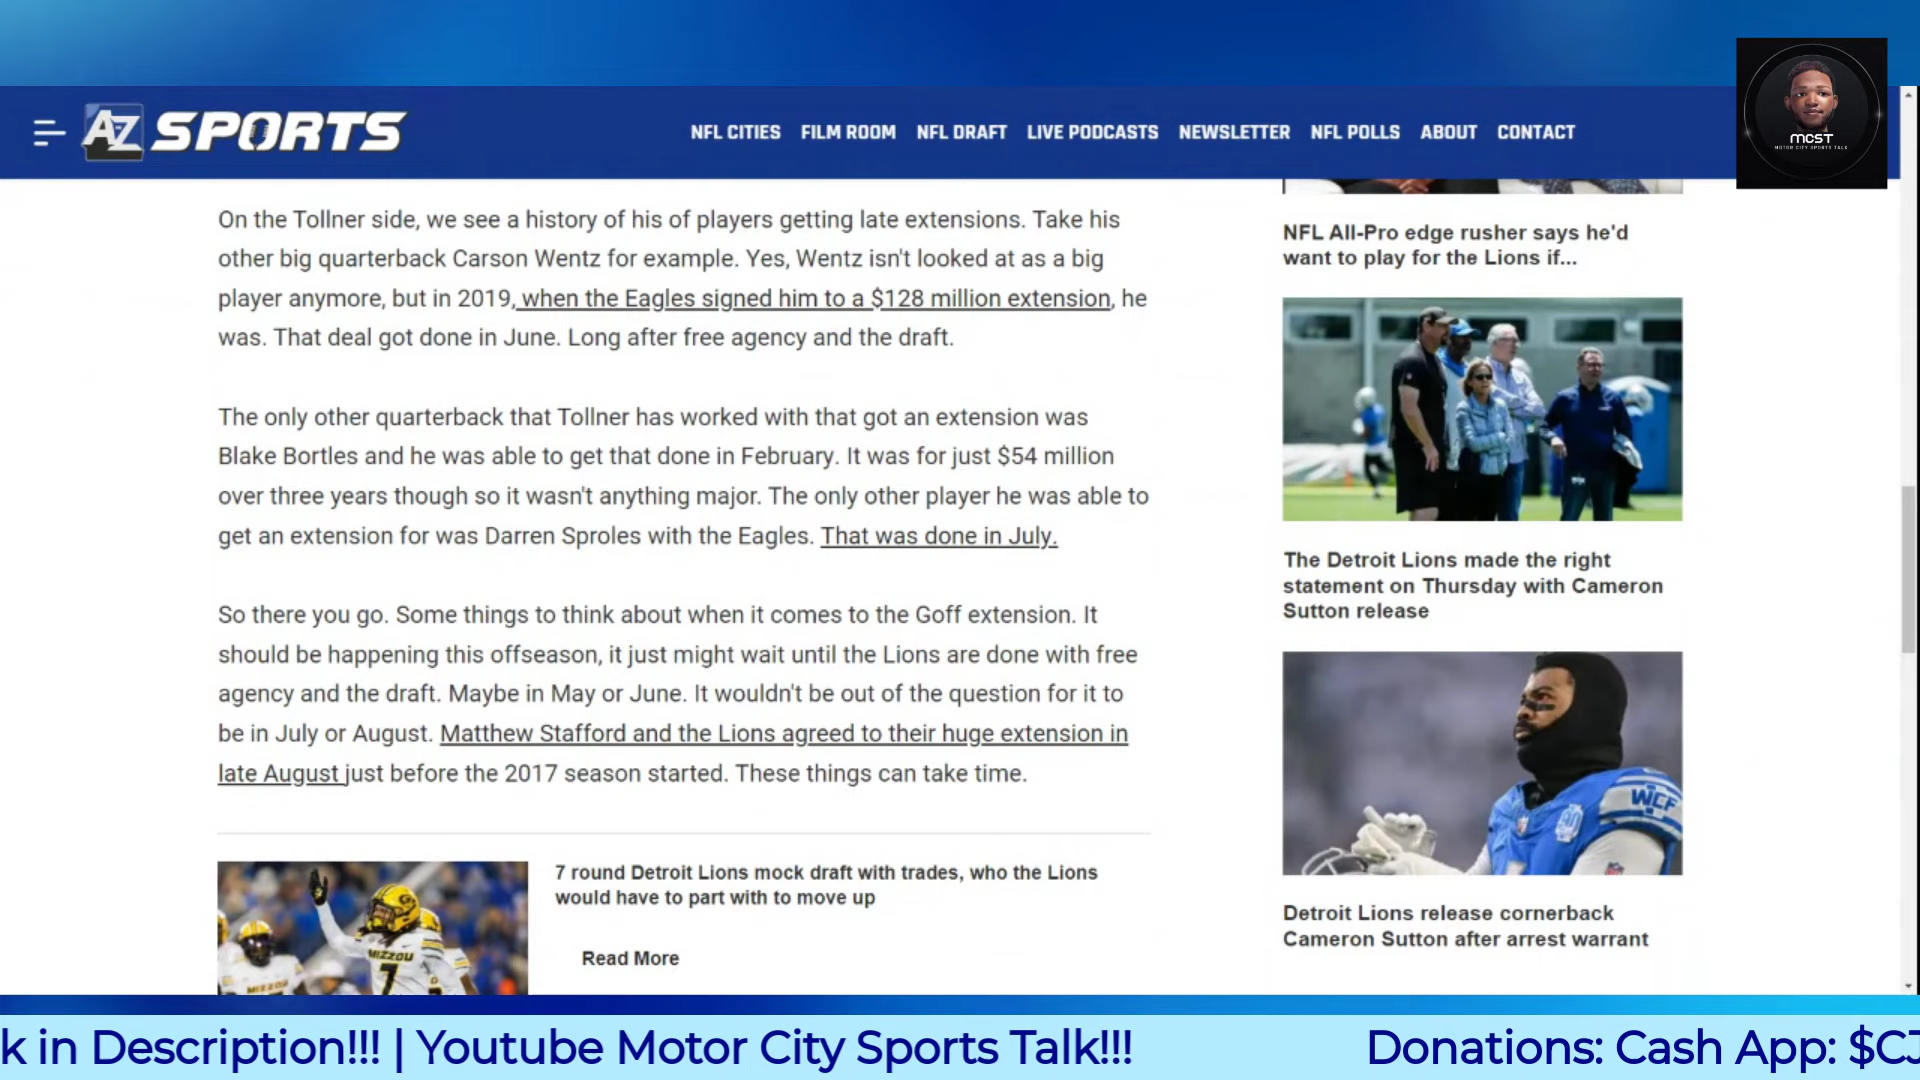 AZ SPORTS
NFL CITIES FILM ROOM NFL DRAFT LIVE PODCASTS NEWSLETTER NFL POLLS ABOUT CONTACT
MCST
MOTOR CITY SPORTS TALK
On the Tollner side, we see a history of his of players getting late extensions. Take his
other big quarterback Carson Wentz for example. Yes, Wentz isn't looked at as a big
player anymore, but in 2019, when the Eagles signed him to a $128 million extension, he
was. That deal got done in June. Long after free agency and the draft.
The only other quarterback that Tollner has worked with that got an extension was
Blake Bortles and he was able to get that done in February. It was for just $54 million
over three years though so it wasn't anything major. The only other player he was able to
get an extension for was Darren Sproles with the Eagles. That was done in July.
So there you go. Some things to think about when it comes to the Goff extension. It
should be happening this offseason, it just might wait until the Lions are done with free
agency and the draft. Maybe in May or June. It wouldn't be out of the question for it to
be in July or August. Matthew Stafford and the Lions agreed to their huge extension in
late August just before the 2017 season started. These things can take time.
7 round Detroit Lions mock draft with trades, who the Lions
would have to part with to move up
Read More
MIZZOU
7
MIZZOU
NFL All-Pro edge rusher says he'd
want to play for the Lions if...
The Detroit Lions made the right
statement on Thursday with Cameron
Sutton release
WCF
Detroit Lions release cornerback
Cameron Sutton after arrest warrant
k in Description!!! | Youtube Motor City Sports Talk!!! Donations: Cash App: $CJ